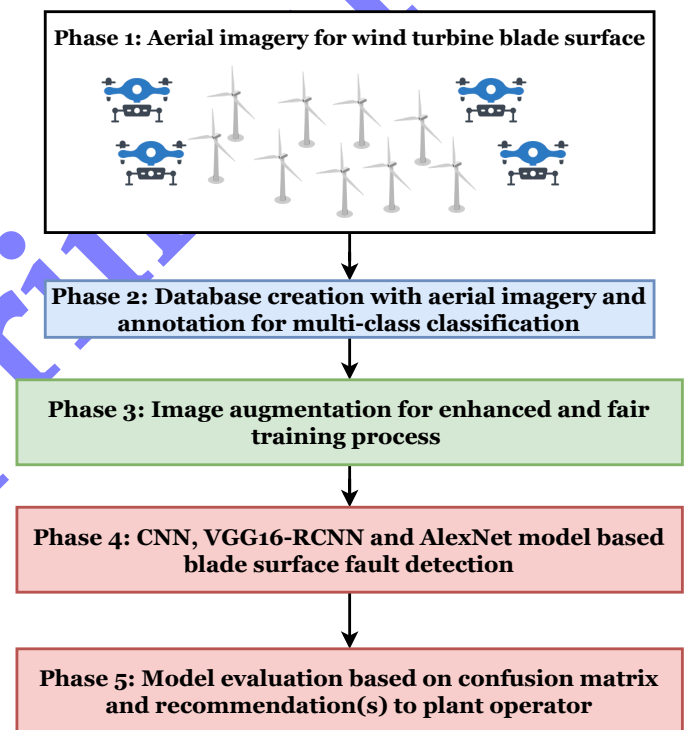 Phase 1: Aerial imagery for wind turbine blade surface
Phase 2: Database creation with aerial imagery and
annotation for multi-class classification
Phase 3: Image augmentation for enhanced and fair
training process
Phase 4: CNN, VGG16-RCNN and AlexNet model based
blade surface fault detection
Phase 5: Model evaluation based on confusion matrix
and recommendation(s) to plant operator